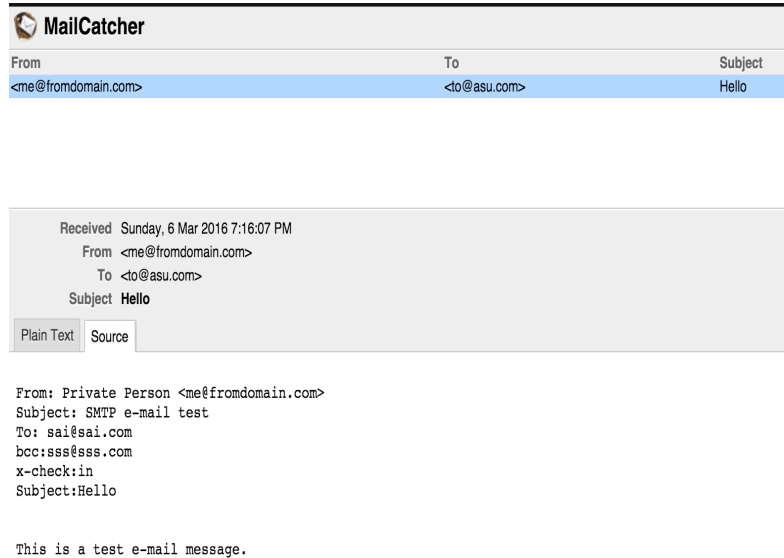 MailCatcher
From To Subject
<me@fromdomain.com> <to@asu.com> Hello
Received Sunday, 6 Mar 2016 7:16:07 PM
From <me@fromdomain.com>
To <to@asu.com>
Subject Hello
Plain Text Source
From: Private Person <me@fromdomain.com>
Subject: SMTP e-mail test
To: sai@sai.com
bcc:sss@sss.com
x-check:in
Subject:Hello
This is a test e-mail message.